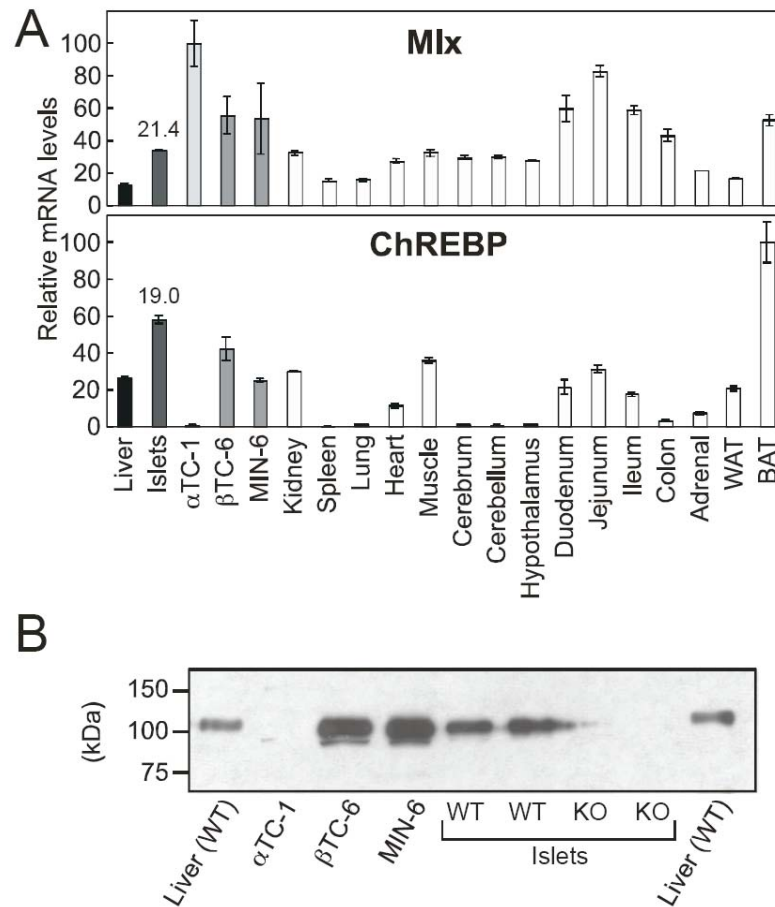 A
Mlx
Relative mRNA levels
100
80
60
40
20
0
21.4
ChREBP
100
80
60
40
20
0
19.0
Liver
Islets
αTC-1
βTC-6
MIN-6
Kidney
Spleen
Lung
Heart
Muscle
Cerebrum
Cerebellum
Hypothalamus
Duodenum
Jejunum
Ileum
Colon
Adrenal
WAT
BAT
B
(kDa)
150
100
75
Liver (WT)
αTC-1
βTC-6
MIN-6
WT
WT
KO
KO
Islets
Liver (WT)